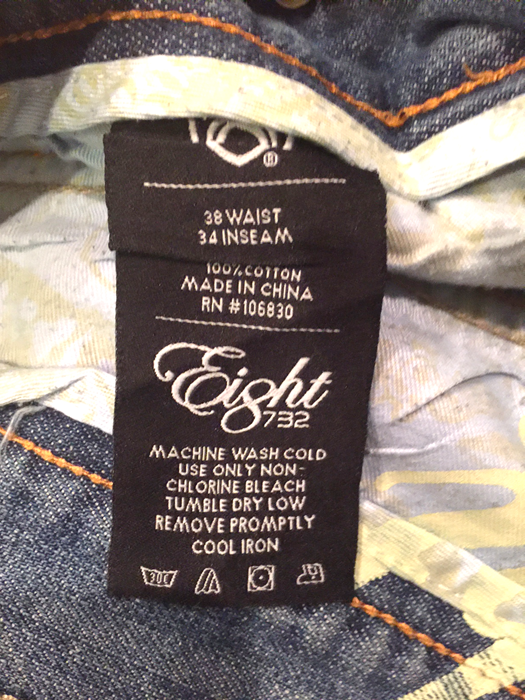 ®
38 WAIST
34 INSEAM
100% COTTON
MADE IN CHINA
RN #106830
Eight
732
MACHINE WASH COLD
USE ONLY NON-
CHLORINE BLEACH
TUMBLE DRY LOW
REMOVE PROMPTLY
COOL IRON
30C